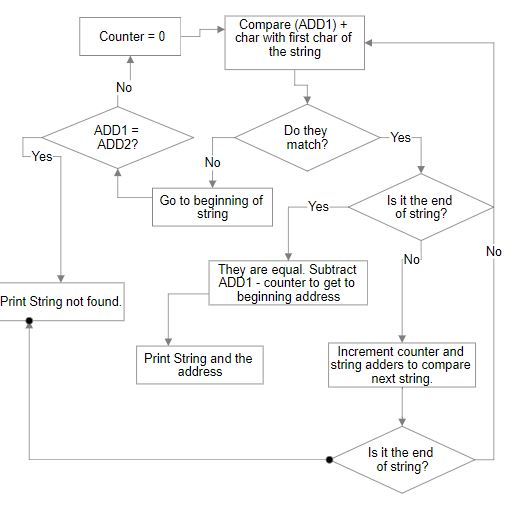 Counter = 0
Compare (ADD1) +
char with first char of
the string
No
ADD1 =
ADD2?
Do they
match?
Yes
Yes
No
Go to beginning of
string
Is it the end
of string?
Yes
No
No
They are equal. Subtract
ADD1 - counter to get to
beginning address
Print String not found.
Print String and the
address
Increment counter and
string adders to compare
next string.
Is it the end
of string?